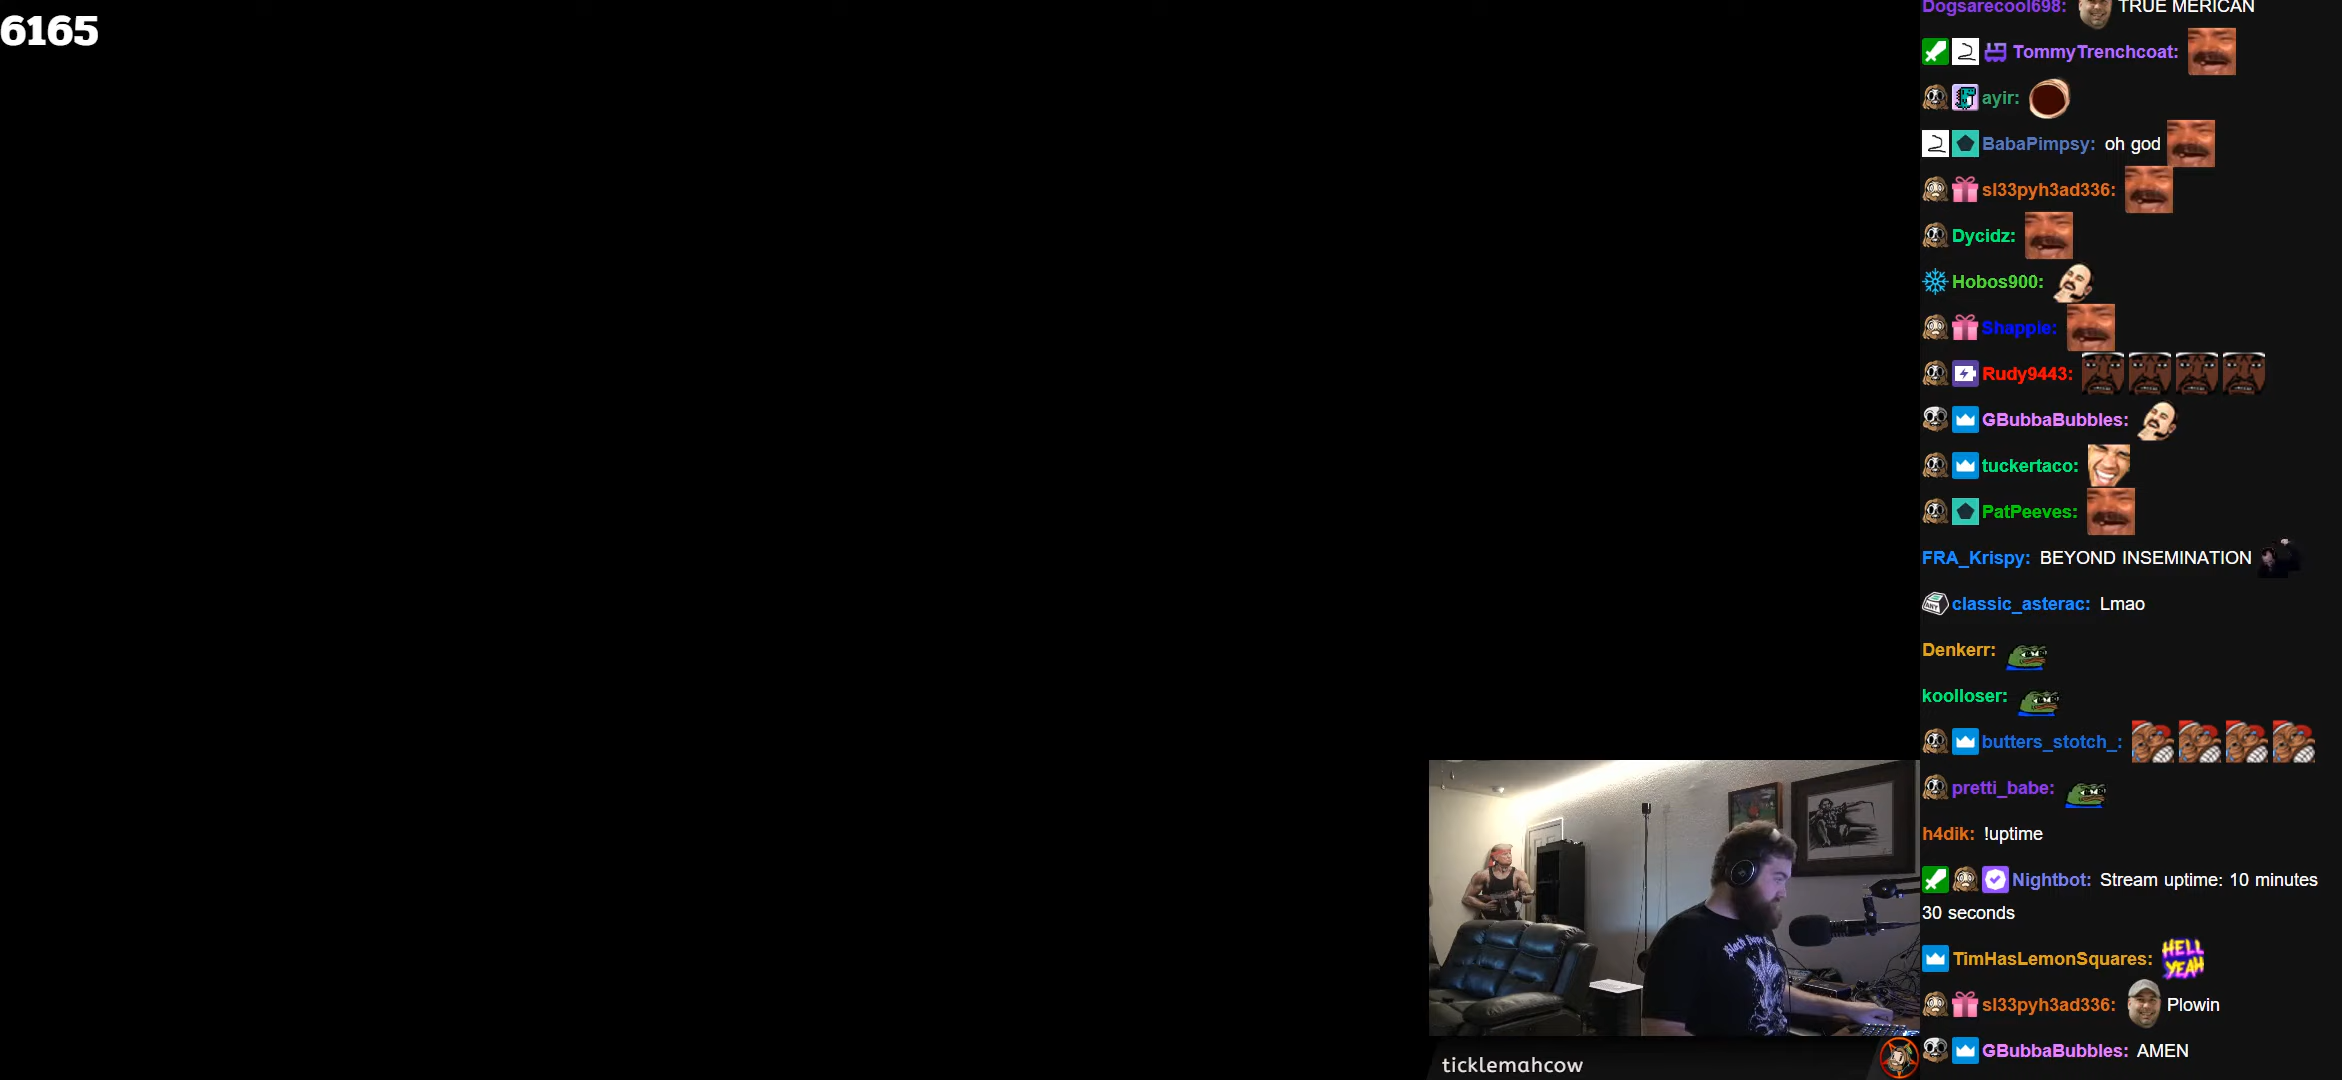 6165
Dogsarecool698: TRUE MERICAN
TommyTrenchcoat:
ayir:
BabaPimpsy: oh god
sl33pyh3ad336:
Dycidz:
Hobos900:
Shappie:
Rudy9443:
GBubbaBubbles:
tuckertaco:
PatPeeves:
FRA_Krispy: BEYOND INSEMINATION
classic_asterac: Lmao
Denkerr:
koolloser:
butters_stotch_:
pretti_babe:
h4dik: !uptime
Nightbot: Stream uptime: 10 minutes
30 seconds
TimHasLemonSquares: HELL YEAH
sl33pyh3ad336: Plowin
GBubbaBubbles: AMEN
ticklemahcow